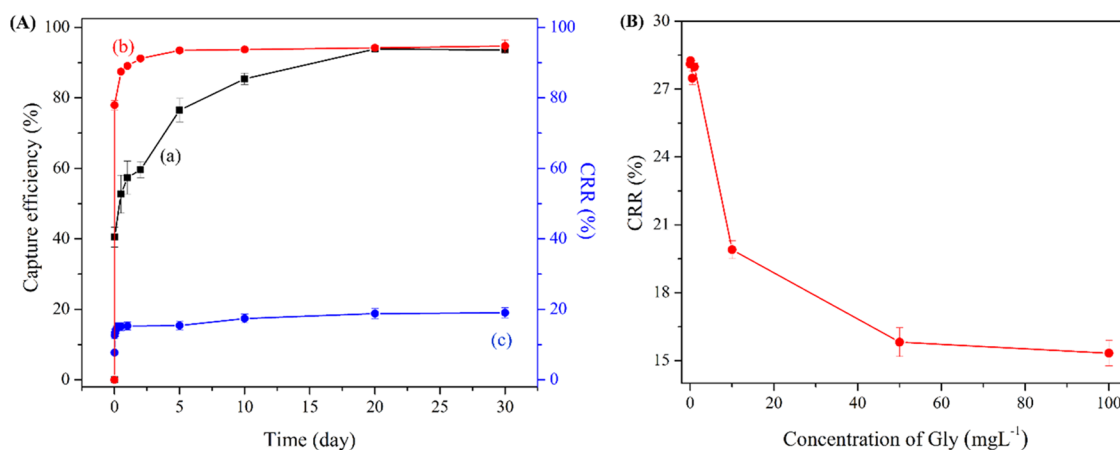 (A)
100
80
60
40
20
0
Capture efficiency (%)
(b)
(a)
(c)
100
80
60
40
20
0
CRR (%)
0 5 10 15 20 25 30
Time (day)
(B)
30
27
24
21
18
15
CRR (%)
0 20 40 60 80 100
Concentration of Gly (mgL⁻¹)